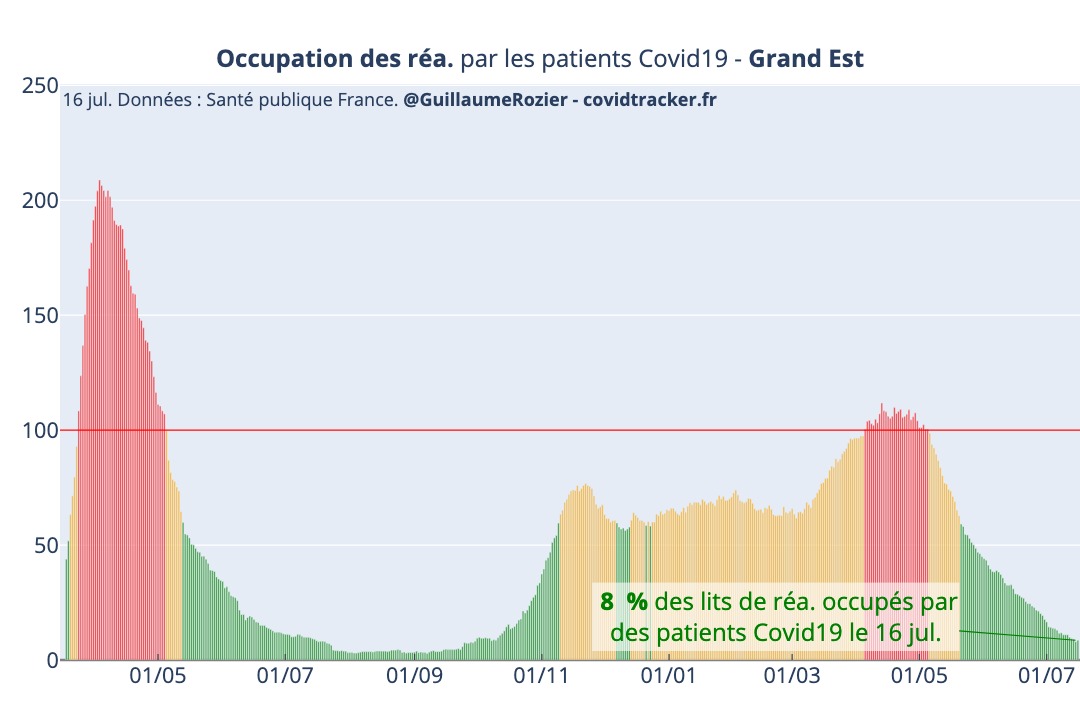 Occupation des réa. par les patients Covid19 - Grand Est
250
16 jul. Données : Santé publique France. @GuillaumeRozier - covidtracker.fr
200
150
100
50
8 % des lits de réa. occupés par
des patients Covid19 le 16 jul.
0
01/05 01/07 01/09 01/11 01/01 01/03 01/05 01/07